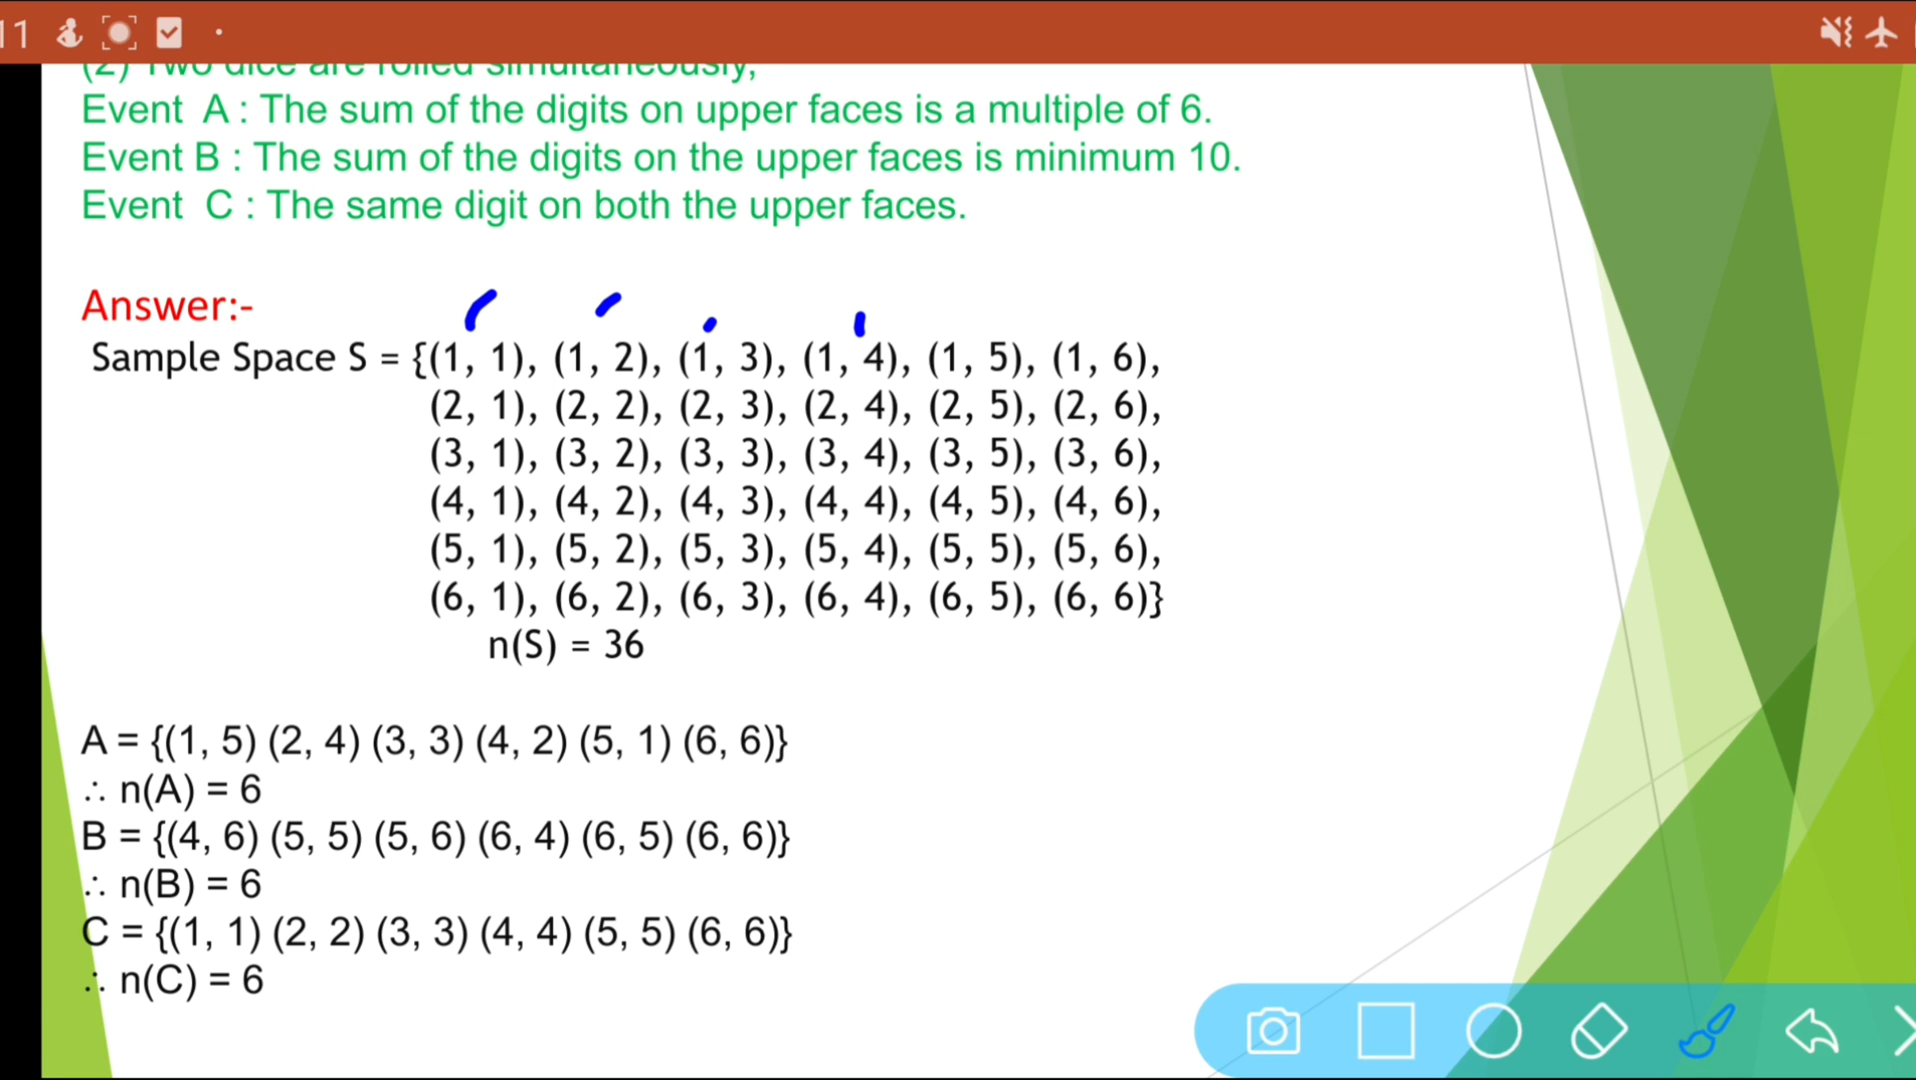 11
(2) Two dice are rolled simultaneously,
Event A : The sum of the digits on upper faces is a multiple of 6.
Event B : The sum of the digits on the upper faces is minimum 10.
Event C : The same digit on both the upper faces.
Answer:-
Sample Space S = {(1, 1), (1, 2), (1, 3), (1, 4), (1, 5), (1, 6),
(2, 1), (2, 2), (2, 3), (2, 4), (2, 5), (2, 6),
(3, 1), (3, 2), (3, 3), (3, 4), (3, 5), (3, 6),
(4, 1), (4, 2), (4, 3), (4, 4), (4, 5), (4, 6),
(5, 1), (5, 2), (5, 3), (5, 4), (5, 5), (5, 6),
(6, 1), (6, 2), (6, 3), (6, 4), (6, 5), (6, 6)}
n(S) = 36
A = {(1, 5) (2, 4) (3, 3) (4, 2) (5, 1) (6, 6)}
∴ n(A) = 6
B = {(4, 6) (5, 5) (5, 6) (6, 4) (6, 5) (6, 6)}
∴ n(B) = 6
C = {(1, 1) (2, 2) (3, 3) (4, 4) (5, 5) (6, 6)}
∴ n(C) = 6